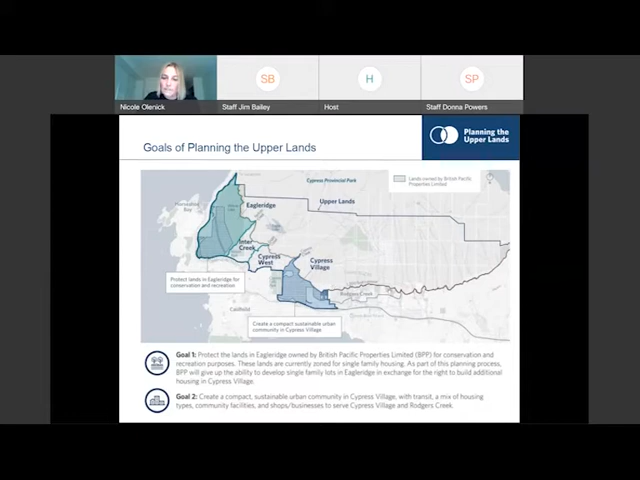 SB
H
SP
Nicole Olenick
Staff Jim Bailey
Host
Staff Donna Powers
Goals of Planning the Upper Lands
Planning the
Upper Lands
Cypress Provincial Park
Lands owned by British Pacific
Properties Limited
Horseshoe
Bay
Eagleridge
Upper Lands
Inter
Creek
Cypress
West
Cypress
Village
Protect lands in Eagleridge for
conservation and recreation
Rodgers Creek
Caulfeild
Create a compact sustainable urban
community in Cypress Village
Goal 1: Protect the lands in Eagleridge owned by British Pacific Properties Limited (BPP) for conservation and
recreation purposes. These lands are currently zoned for single family housing. As part of this planning process,
BPP will give up the ability to develop single family lots in Eagleridge in exchange for the right to build additional
housing in Cypress Village.
Goal 2: Create a compact, sustainable urban community in Cypress Village, with transit, a mix of housing
types, community facilities, and shops/businesses to serve Cypress Village and Rodgers Creek.